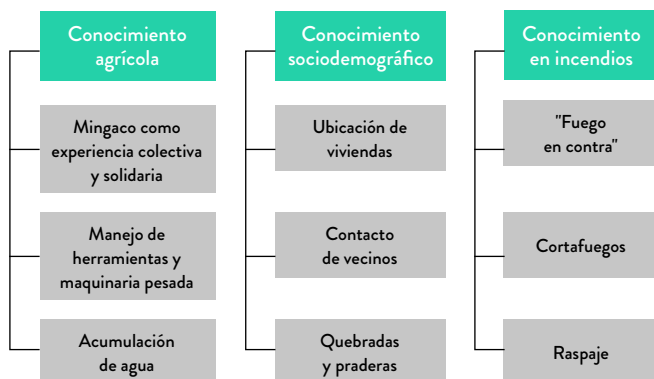 Conocimiento
agrícola
Mingaco como
experiencia colectiva
y solidaria
Manejo de
herramientas y
maquinaria pesada
Acumulación
de agua
Conocimiento
sociodemográfico
Ubicación de
viviendas
Contacto
de vecinos
Quebradas
y praderas
Conocimiento
en incendios
"Fuego
en contra"
Cortafuegos
Raspaje